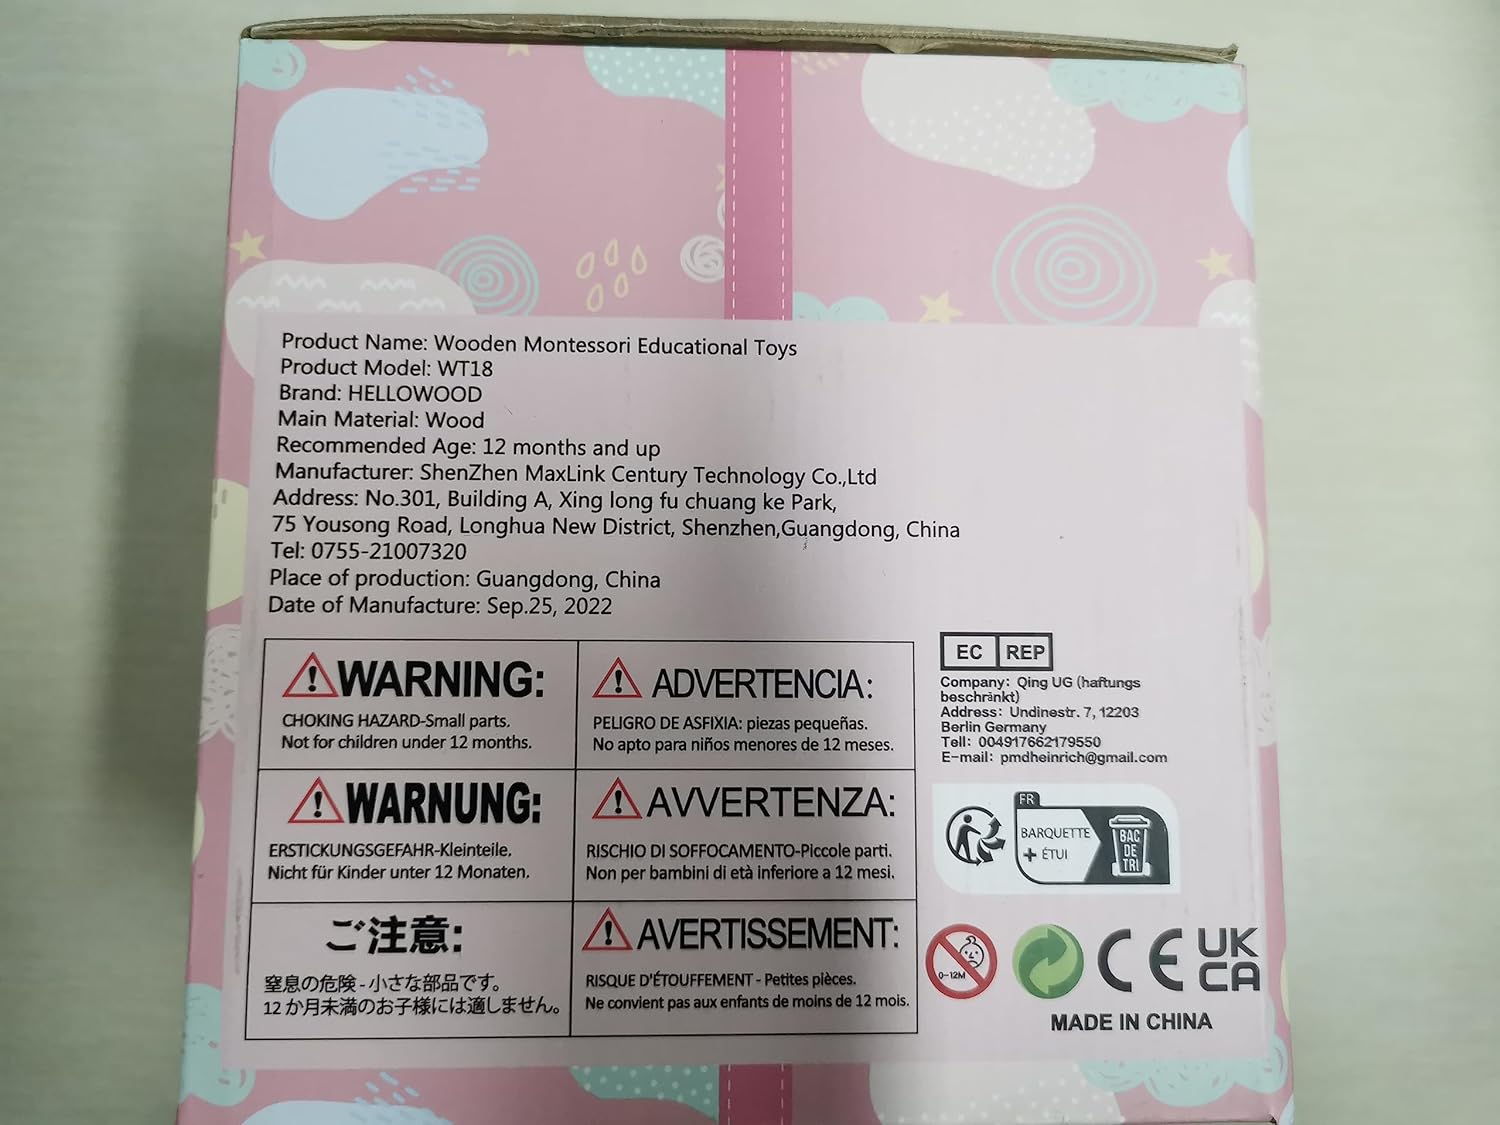 Product Name: Wooden Montessori Educational Toys
Product Model: WT18
Brand: HELLOWOOD
Main Material: Wood
Recommended Age: 12 months and up
Manufacturer: ShenZhen MaxLink Century Technology Co.,Ltd
Address: No.301, Building A, Xing long fu chuang ke Park,
75 Yousong Road, Longhua New District, Shenzhen,Guangdong, China
Tel: 0755-21007320
Place of production: Guangdong, China
Date of Manufacture: Sep.25, 2022
WARNING:
CHOKING HAZARD-Small parts.
Not for children under 12 months.
ADVERTENCIA:
PELIGRO DE ASFIXIA: piezas pequeñas.
No apto para niños menores de 12 meses.
WARNUNG:
ERSTICKUNGSGEFAHR-Kleinteile.
Nicht für Kinder unter 12 Monaten.
AVVERTENZA:
RISCHIO DI SOFFOCAMENTO-Piccole parti.
Non per bambini di età inferiore a 12 mesi.
ご注意:
窒息の危険 - 小さな部品です。
12 か月未満のお子様には適しません。
AVERTISSEMENT:
RISQUE D'ÉTOUFFEMENT - Petites pièces.
Ne convient pas aux enfants de moins de 12 mois.
EC REP
Company: Qing UG (haftungs
beschränkt)
Address: Undinestr. 7, 12203
Berlin Germany
Tell: 004917662179550
E-mail: pmdheinrich@gmail.com
FR
BARQUETTE
+ ÉTUI
BAC
DE
TRI
0-12M
CE
UK
CA
MADE IN CHINA